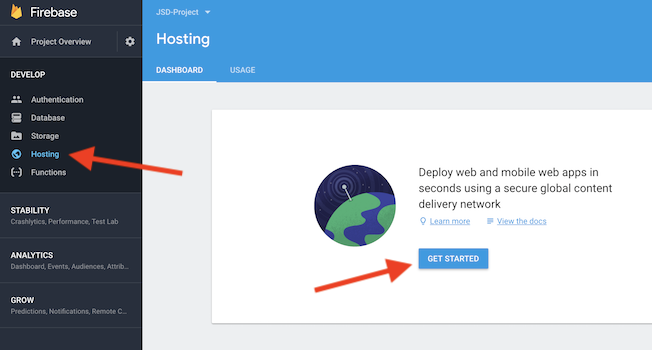 Firebase
Project Overview
DEVELOP
Authentication
Database
Storage
Hosting
Functions
STABILITY
Crashlytics, Performance, Test Lab
ANALYTICS
Dashboard, Events, Audiences, Attrib...
GROW
Predictions, Notifications, Remote C...
JSD-Project
Hosting
DASHBOARD USAGE
Deploy web and mobile web apps in
seconds using a secure global content
delivery network
Learn more View the docs
GET STARTED